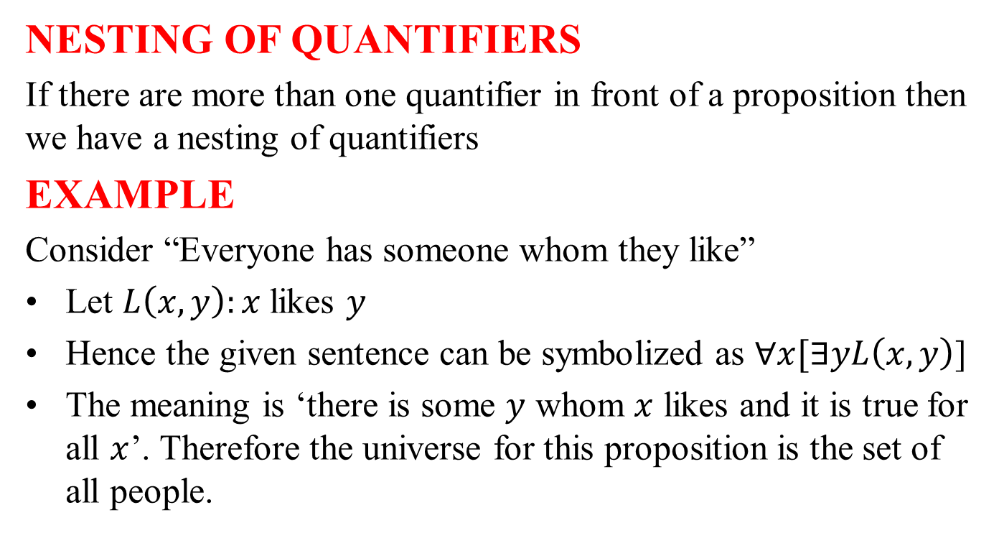 NESTING OF QUANTIFIERS
If there are more than one quantifier in front of a proposition then
we have a nesting of quantifiers
EXAMPLE
Consider “Everyone has someone whom they like”
• Let 𝐿(𝑥, 𝑦): 𝑥 likes 𝑦
• Hence the given sentence can be symbolized as ∀𝑥[∃𝑦𝐿(𝑥, 𝑦)]
• The meaning is ‘there is some 𝑦 whom 𝑥 likes and it is true for
all 𝑥’. Therefore the universe for this proposition is the set of
all people.